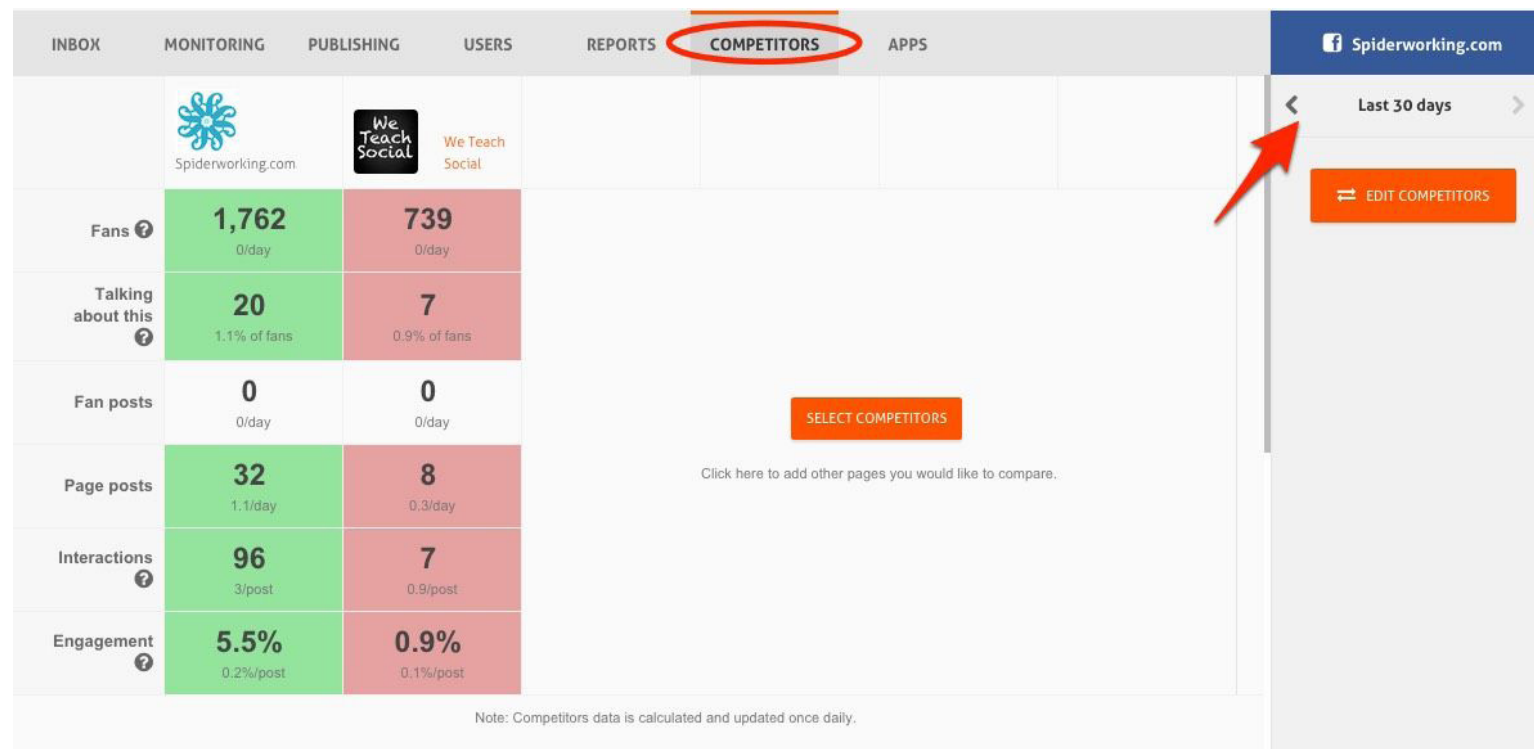 INBOX MONITORING PUBLISHING USERS REPORTS COMPETITORS APPS
Spiderworking.com
Last 30 days
EDIT COMPETITORS
Spiderworking.com
We
Teach
Social
We Teach
Social
Fans
1,762 739
0/day 0/day
Talking
about this
20 7
1.1% of fans 0.9% of fans
Fan posts
0 0
0/day 0/day
Page posts
32 8
1.1/day 0.3/day
Interactions
96 7
3/post 0.9/post
Engagement
5.5% 0.9%
0.2%/post 0.1%/post
SELECT COMPETITORS
Click here to add other pages you would like to compare.
Note: Competitors data is calculated and updated once daily.